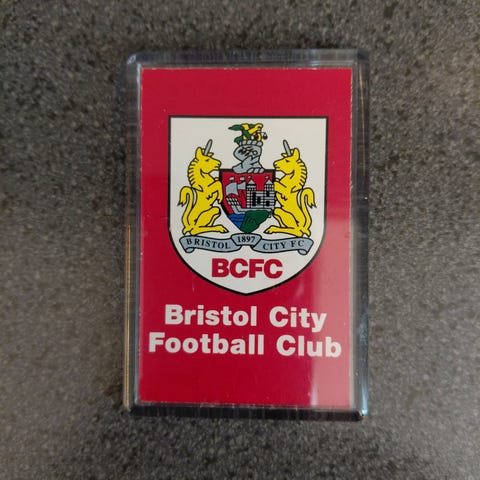 BRISTOL 1897 CITY FC
BCFC
Bristol City
Football Club